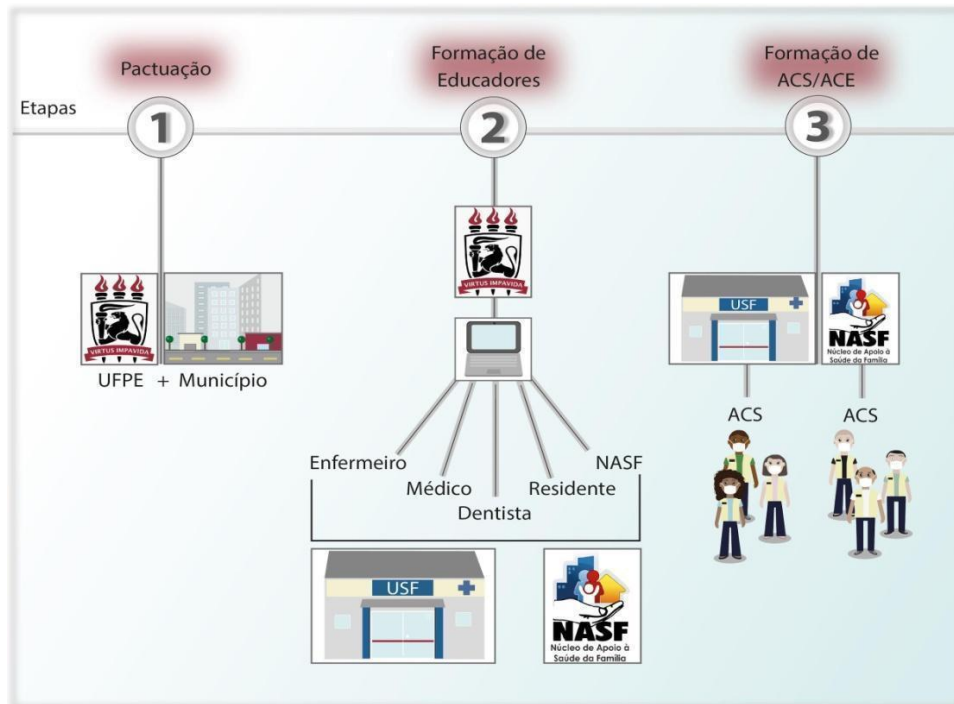 Etapas
Pactuação
1
VIRTUS IMPAVIDA
UFPE + Município
Formação de
Educadores
2
VIRTUS IMPAVIDA
Enfermeiro
Médico
Dentista
Residente
NASF
USF
NASF
Núcleo de Apoio à
Saúde da Família
Formação de
ACS/ACE
3
USF
NASF
Núcleo de Apoio à
Saúde da Família
ACS
ACS